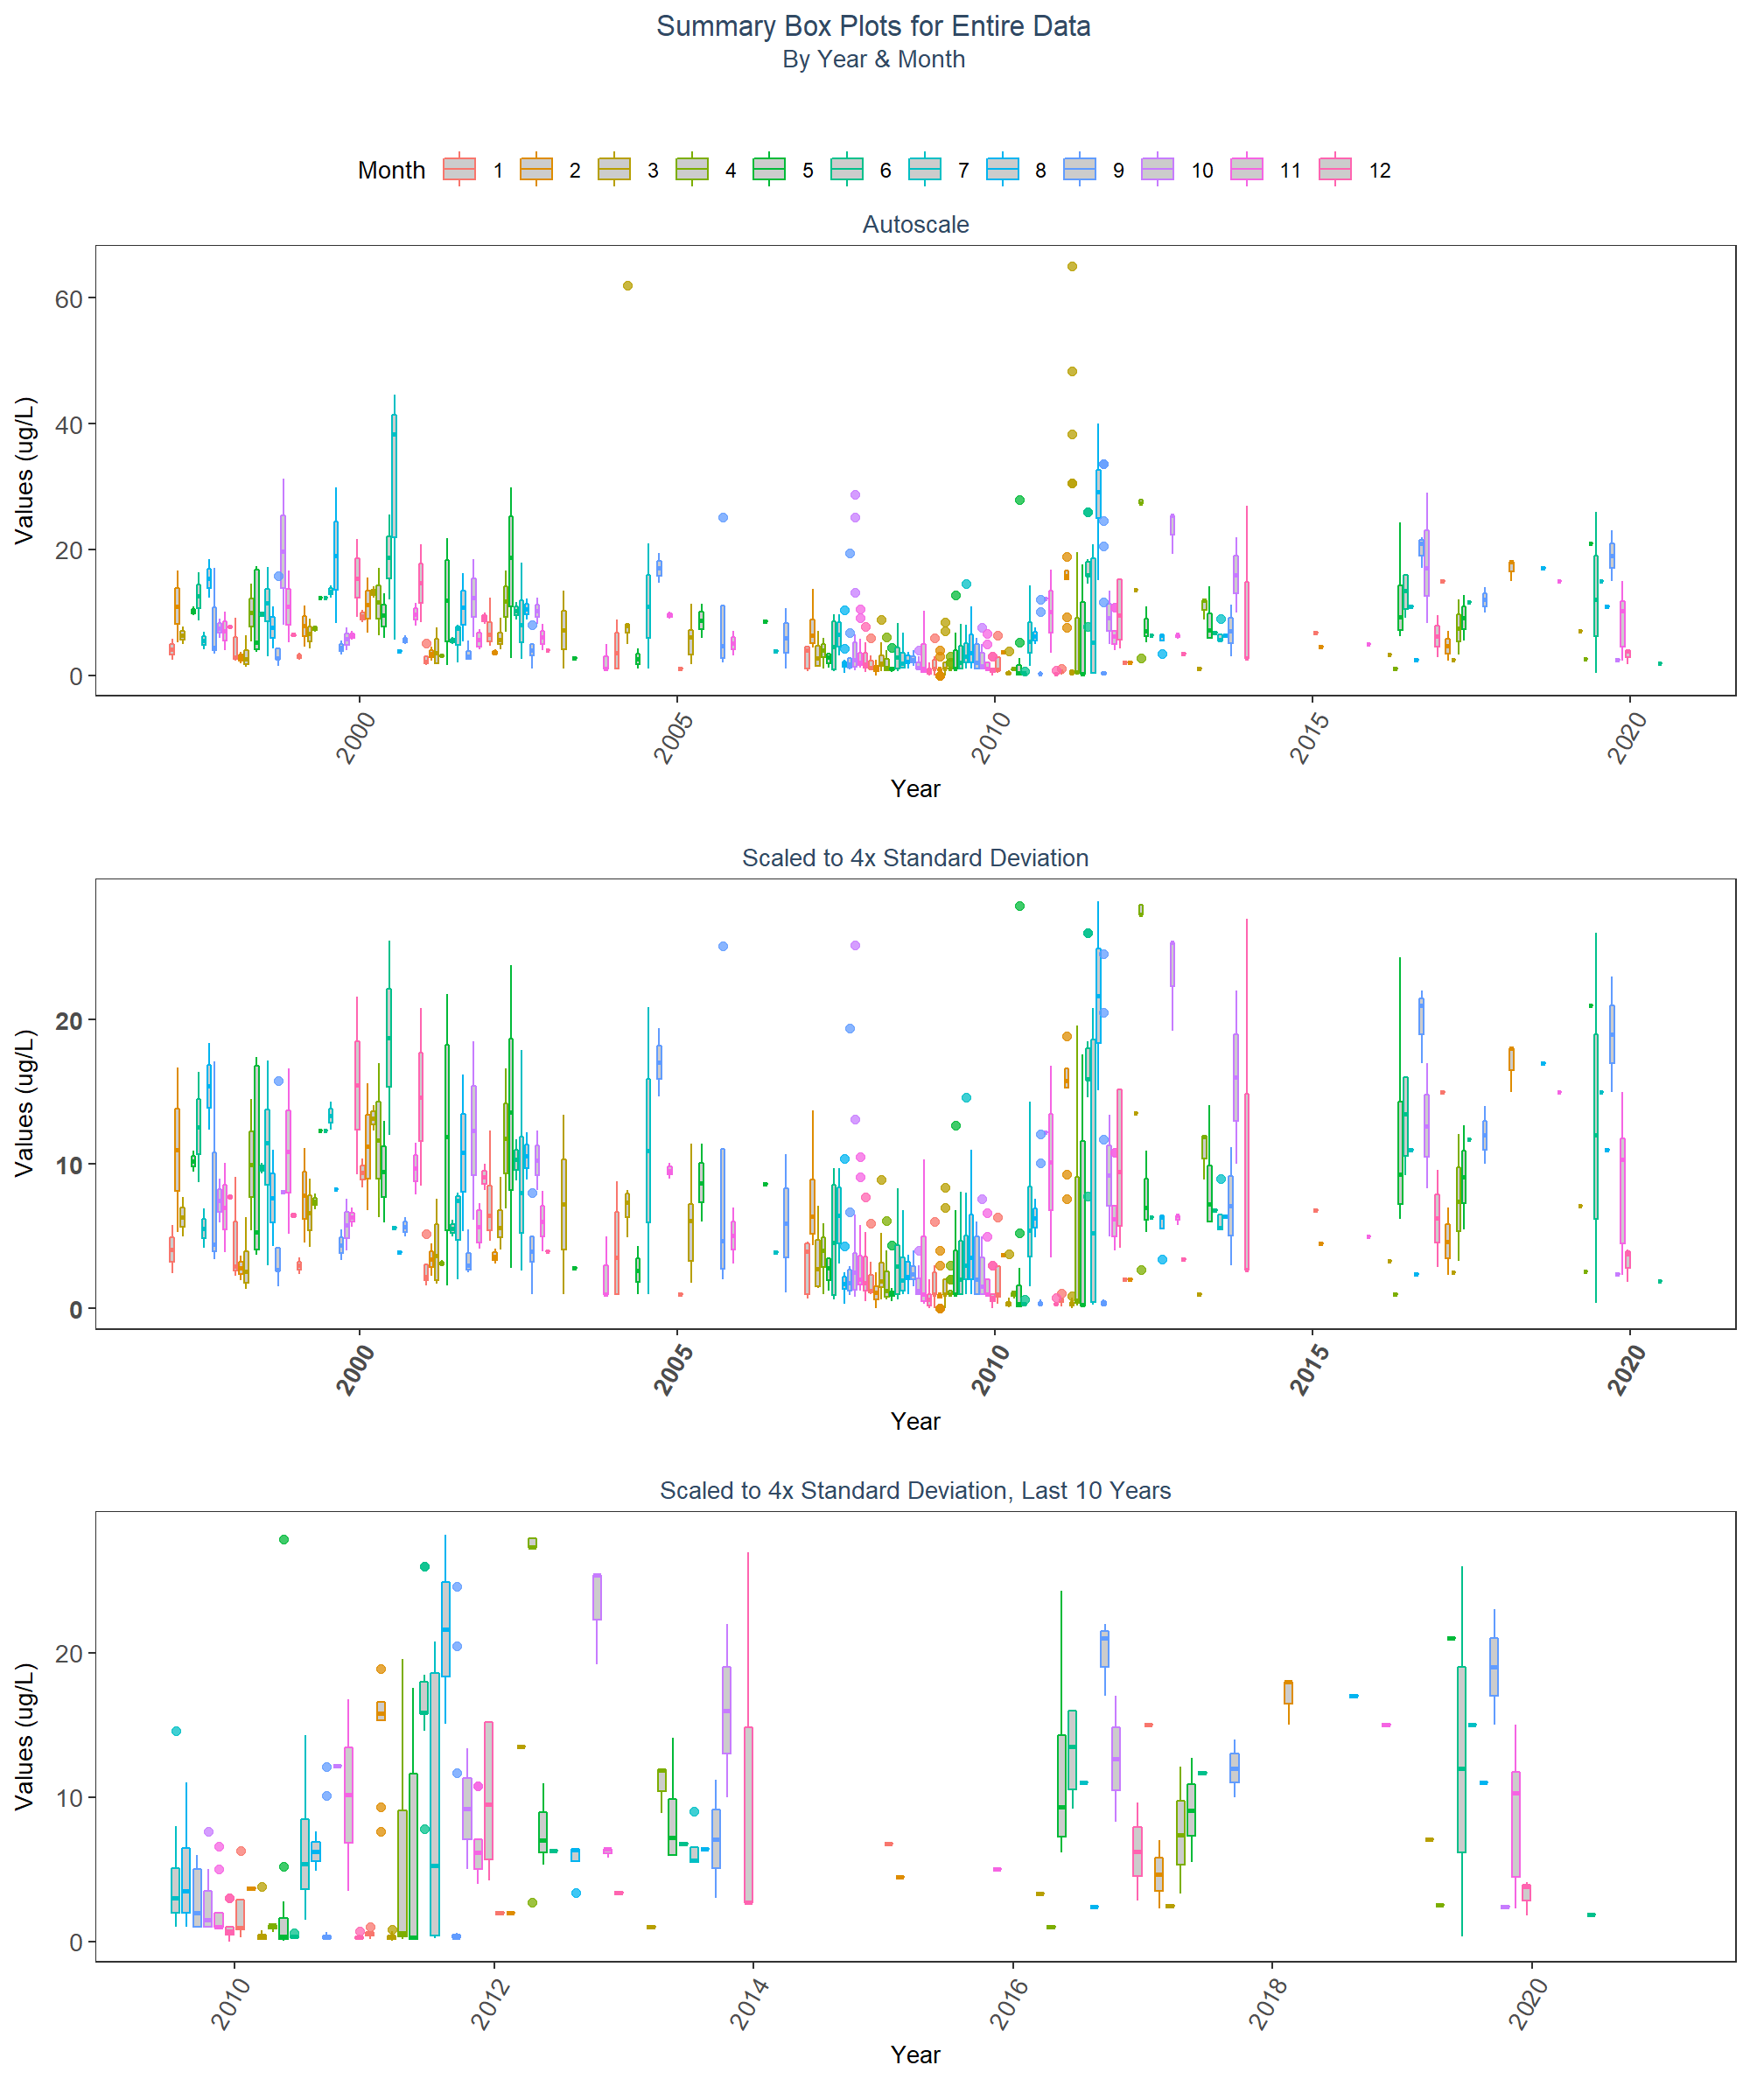 Summary Box Plots for Entire Data
By Year & Month
Month 1 2 3 4 5 6 7 8 9 10 11 12
Autoscale
Values (ug/L)
60
40
20
0
2000 2005 2010 2015 2020
Year
Scaled to 4x Standard Deviation
Values (ug/L)
20
10
0
2000 2005 2010 2015 2020
Year
Scaled to 4x Standard Deviation, Last 10 Years
Values (ug/L)
20
10
0
2010 2012 2014 2016 2018 2020
Year